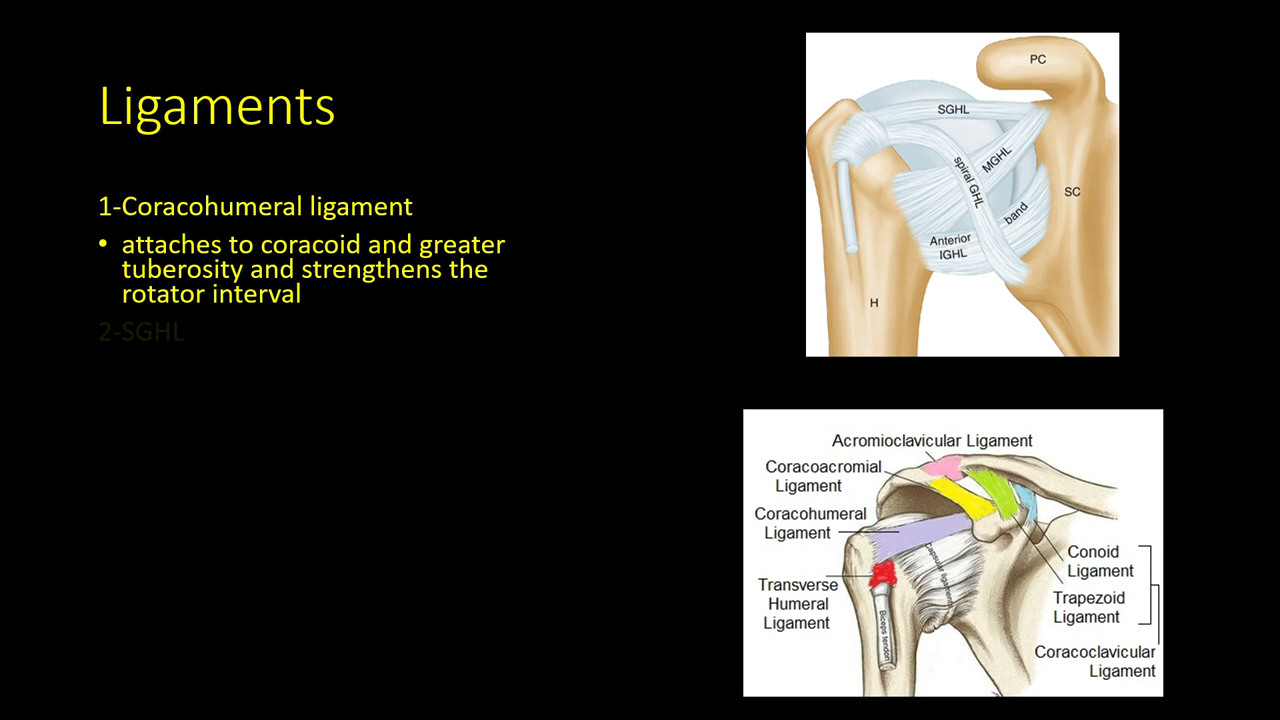 Ligaments
1-Coracohumeral ligament
• attaches to coracoid and greater
tuberosity and strengthens the
rotator interval
2-SGHL
PC
SGHL
MGHL
spiral GHL
SC
band
Anterior
IGHL
H
Acromioclavicular Ligament
Coracoacromial
Ligament
Coracohumeral
Ligament
Capsular ligaments
Transverse
Humeral
Ligament
Biceps tendon
Conoid
Ligament
Trapezoid
Ligament
Coracoclavicular
Ligament